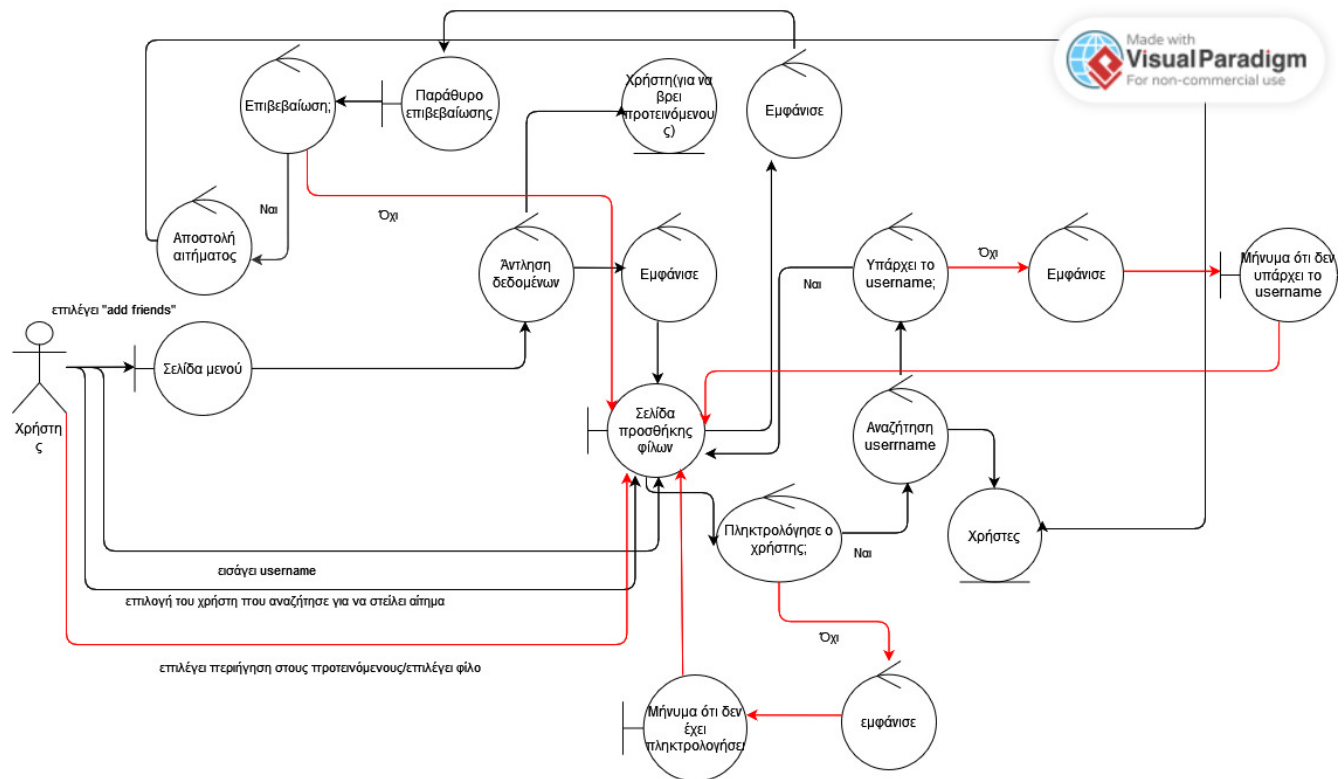 Made with
Visual Paradigm
For non-commercial use
Επιβεβαίωση;
Παράθυρο
επιβεβαίωσης
Χρήστη(για να
βρει
προτεινόμενου
ς)
Εμφάνισε
Ναι
Όχι
Αποστολή
αιτήματος
Άντληση
δεδομένων
Εμφάνισε
Υπάρχει το
username;
Ναι
Όχι
Εμφάνισε
Μήνυμα ότι δεν
υπάρχει το
username
επιλέγει "add friends"
Χρήστη
ς
Σελίδα μενού
Σελίδα
προσθήκης
φίλων
Αναζήτηση
userrname
Πληκτρολόγησε ο
χρήστης;
Ναι
Χρήστες
εισάγει username
επιλογή του χρήστη που αναζήτησε για να στείλει αίτημα
επιλέγει περιήγηση στους προτεινόμενους/επιλέγει φίλο
Όχι
Μήνυμα ότι δεν
έχει
πληκτρολογήσει
εμφάνισε